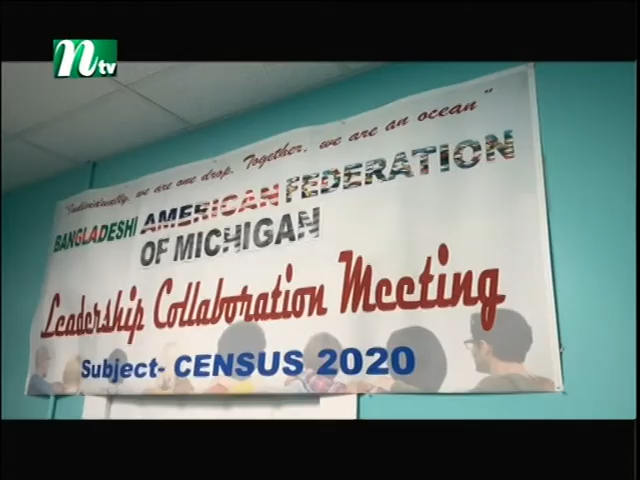 ntv
"Individually, we are one drop. Together, we are an ocean"
BANGLADESHI AMERICAN FEDERATION
OF MICHIGAN
Leadership Collaboration Meeting
Subject- CENSUS 2020